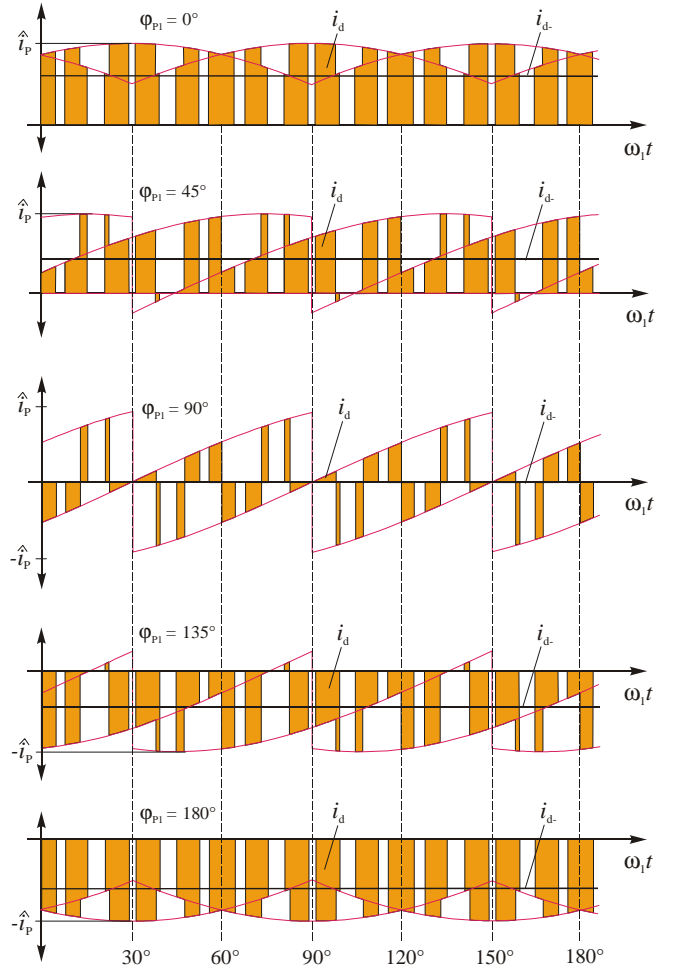 î_P φ_P1 = 0° i_d i_d-
ω_1t
î_P φ_P1 = 45° i_d i_d-
ω_1t
î_P φ_P1 = 90° i_d i_d-
ω_1t
-î_P
φ_P1 = 135° i_d i_d-
ω_1t
-î_P
φ_P1 = 180° i_d i_d-
ω_1t
-î_P
30° 60° 90° 120° 150° 180°